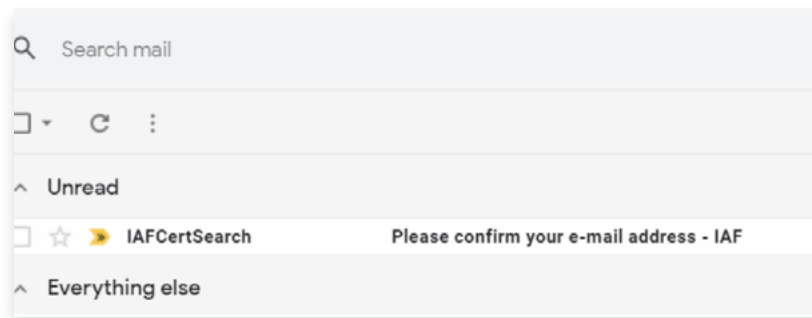 Search mail
Unread
IAFCertSearch Please confirm your e-mail address - IAF
Everything else